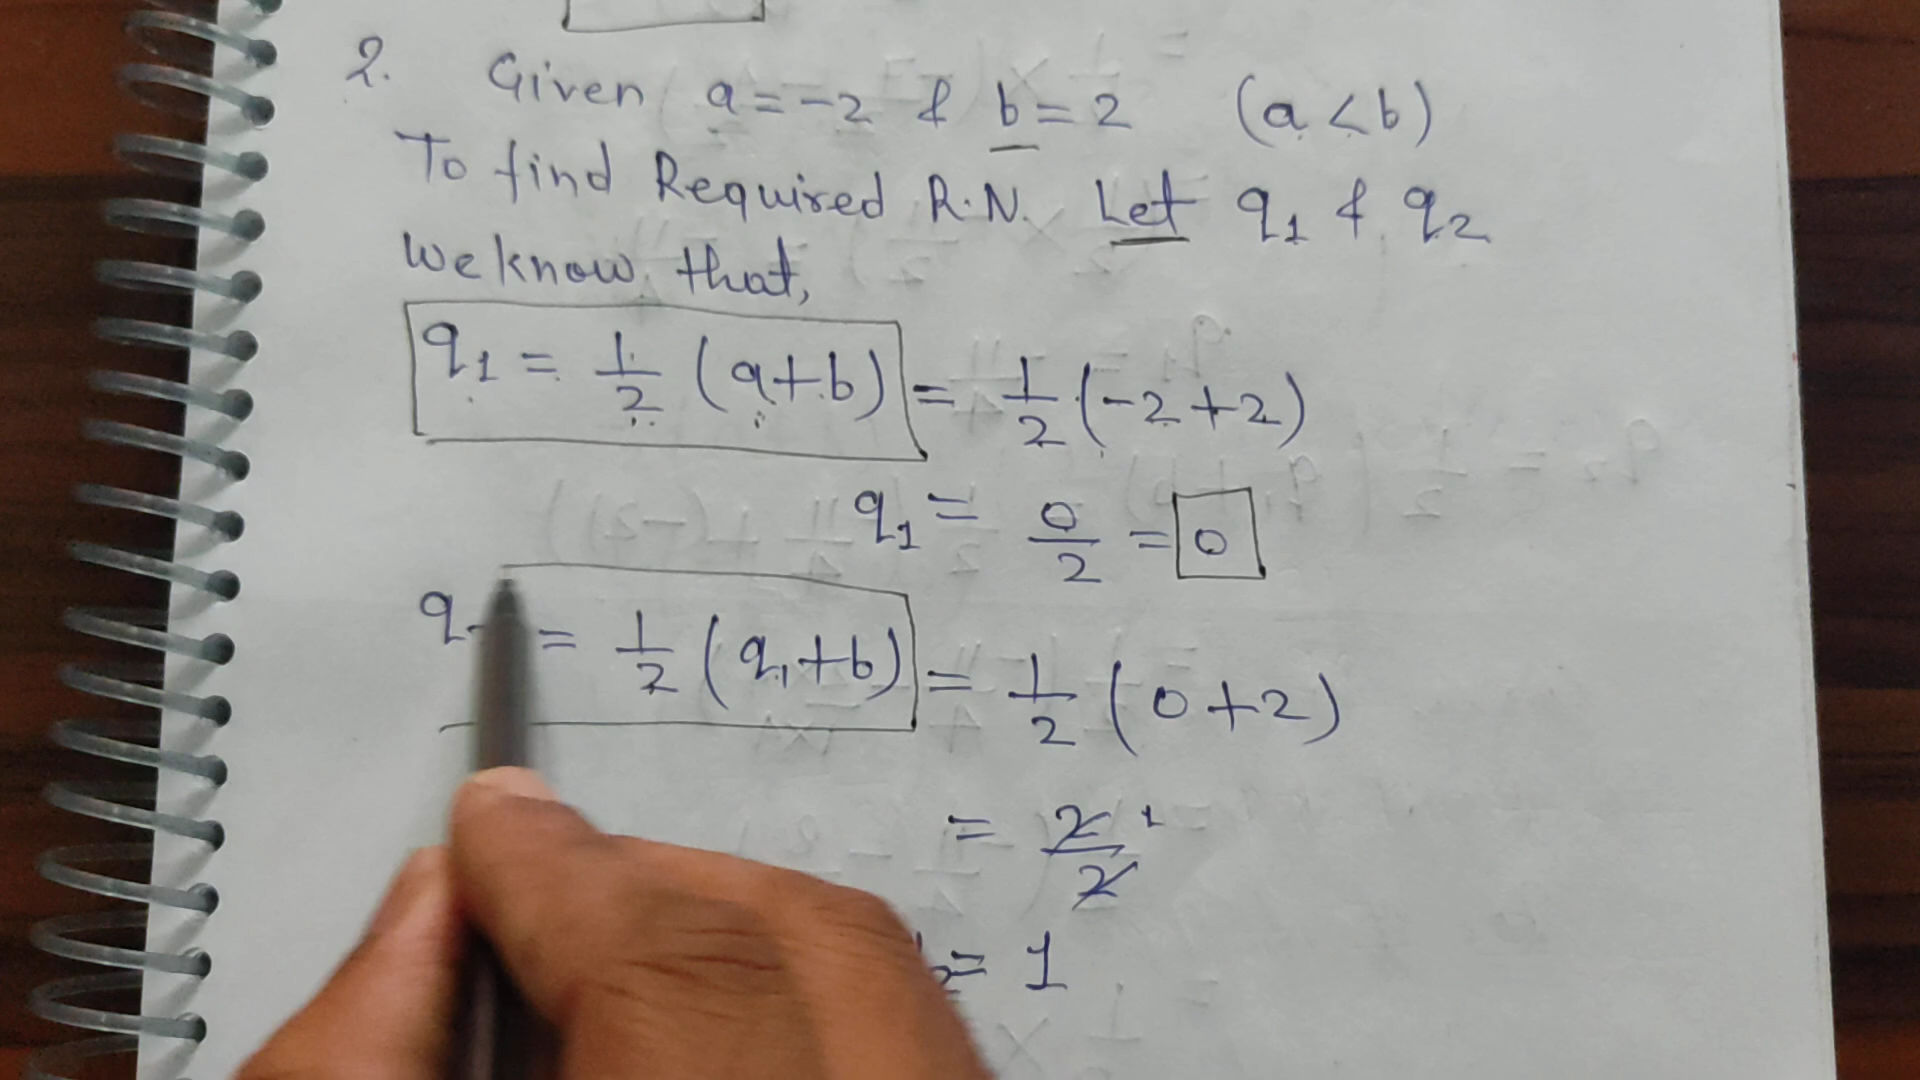 2. Given a = -2 & b = 2 (a < b)
To find Required R.N. Let q₁ & q₂
We know that,
q₁ = 1/2 (a+b) = 1/2 (-2+2)
q₁ = 0/2 = 0
q = 1/2 (q₁+b) = 1/2 (0+2)
= 2/2 1
= 1